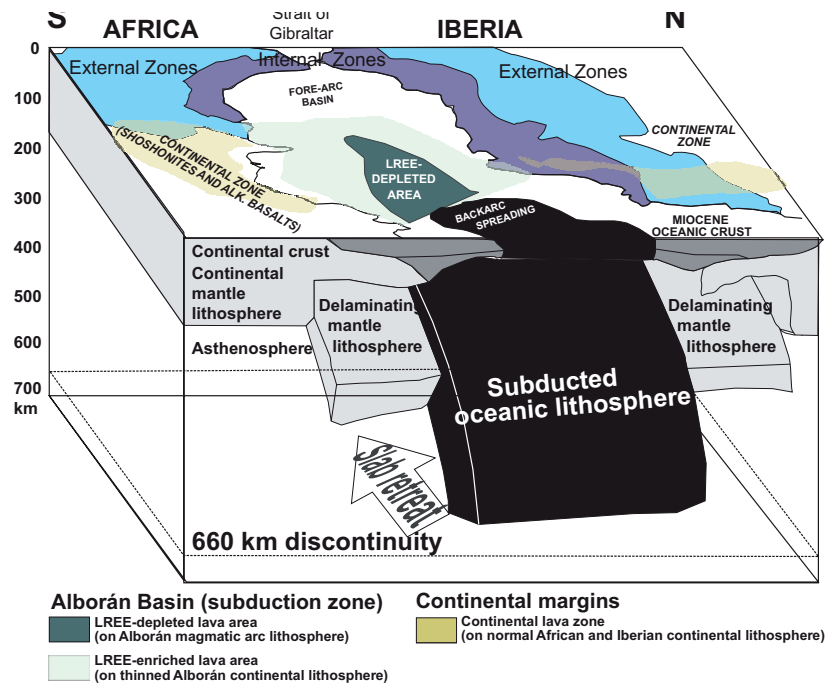 S
AFRICA
Strait of
Gibraltar
IBERIA
N
0
100
200
300
400
500
600
700
km
External Zones
Internal Zones
External Zones
FORE-ARC
BASIN
CONTINENTAL
ZONE
CONTINENTAL ZONE
(SHOSHONITES AND ALK. BASALTS)
LREE-
DEPLETED
AREA
BACKARC
SPREADING
MIOCENE
OCEANIC CRUST
Continental crust
Continental
mantle
lithosphere
Asthenosphere
Delaminating
mantle
lithosphere
Delaminating
mantle
lithosphere
Subducted
oceanic lithosphere
Slab retreat
660 km discontinuity
Alborán Basin (subduction zone)
LREE-depleted lava area
(on Alborán magmatic arc lithosphere)
LREE-enriched lava area
(on thinned Alborán continental lithosphere)
Continental margins
Continental lava zone
(on normal African and Iberian continental lithosphere)